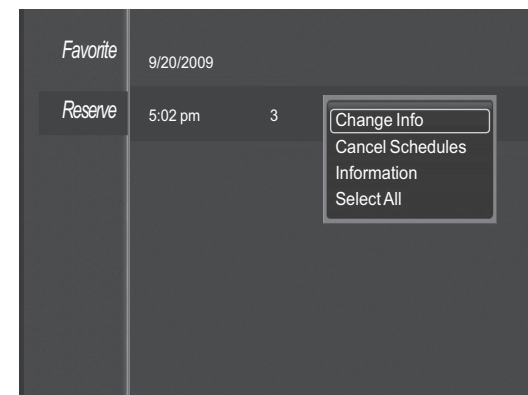 Favorite
9/20/2009
Reserve
5:02 pm 3
Change Info
Cancel Schedules
Information
Select All